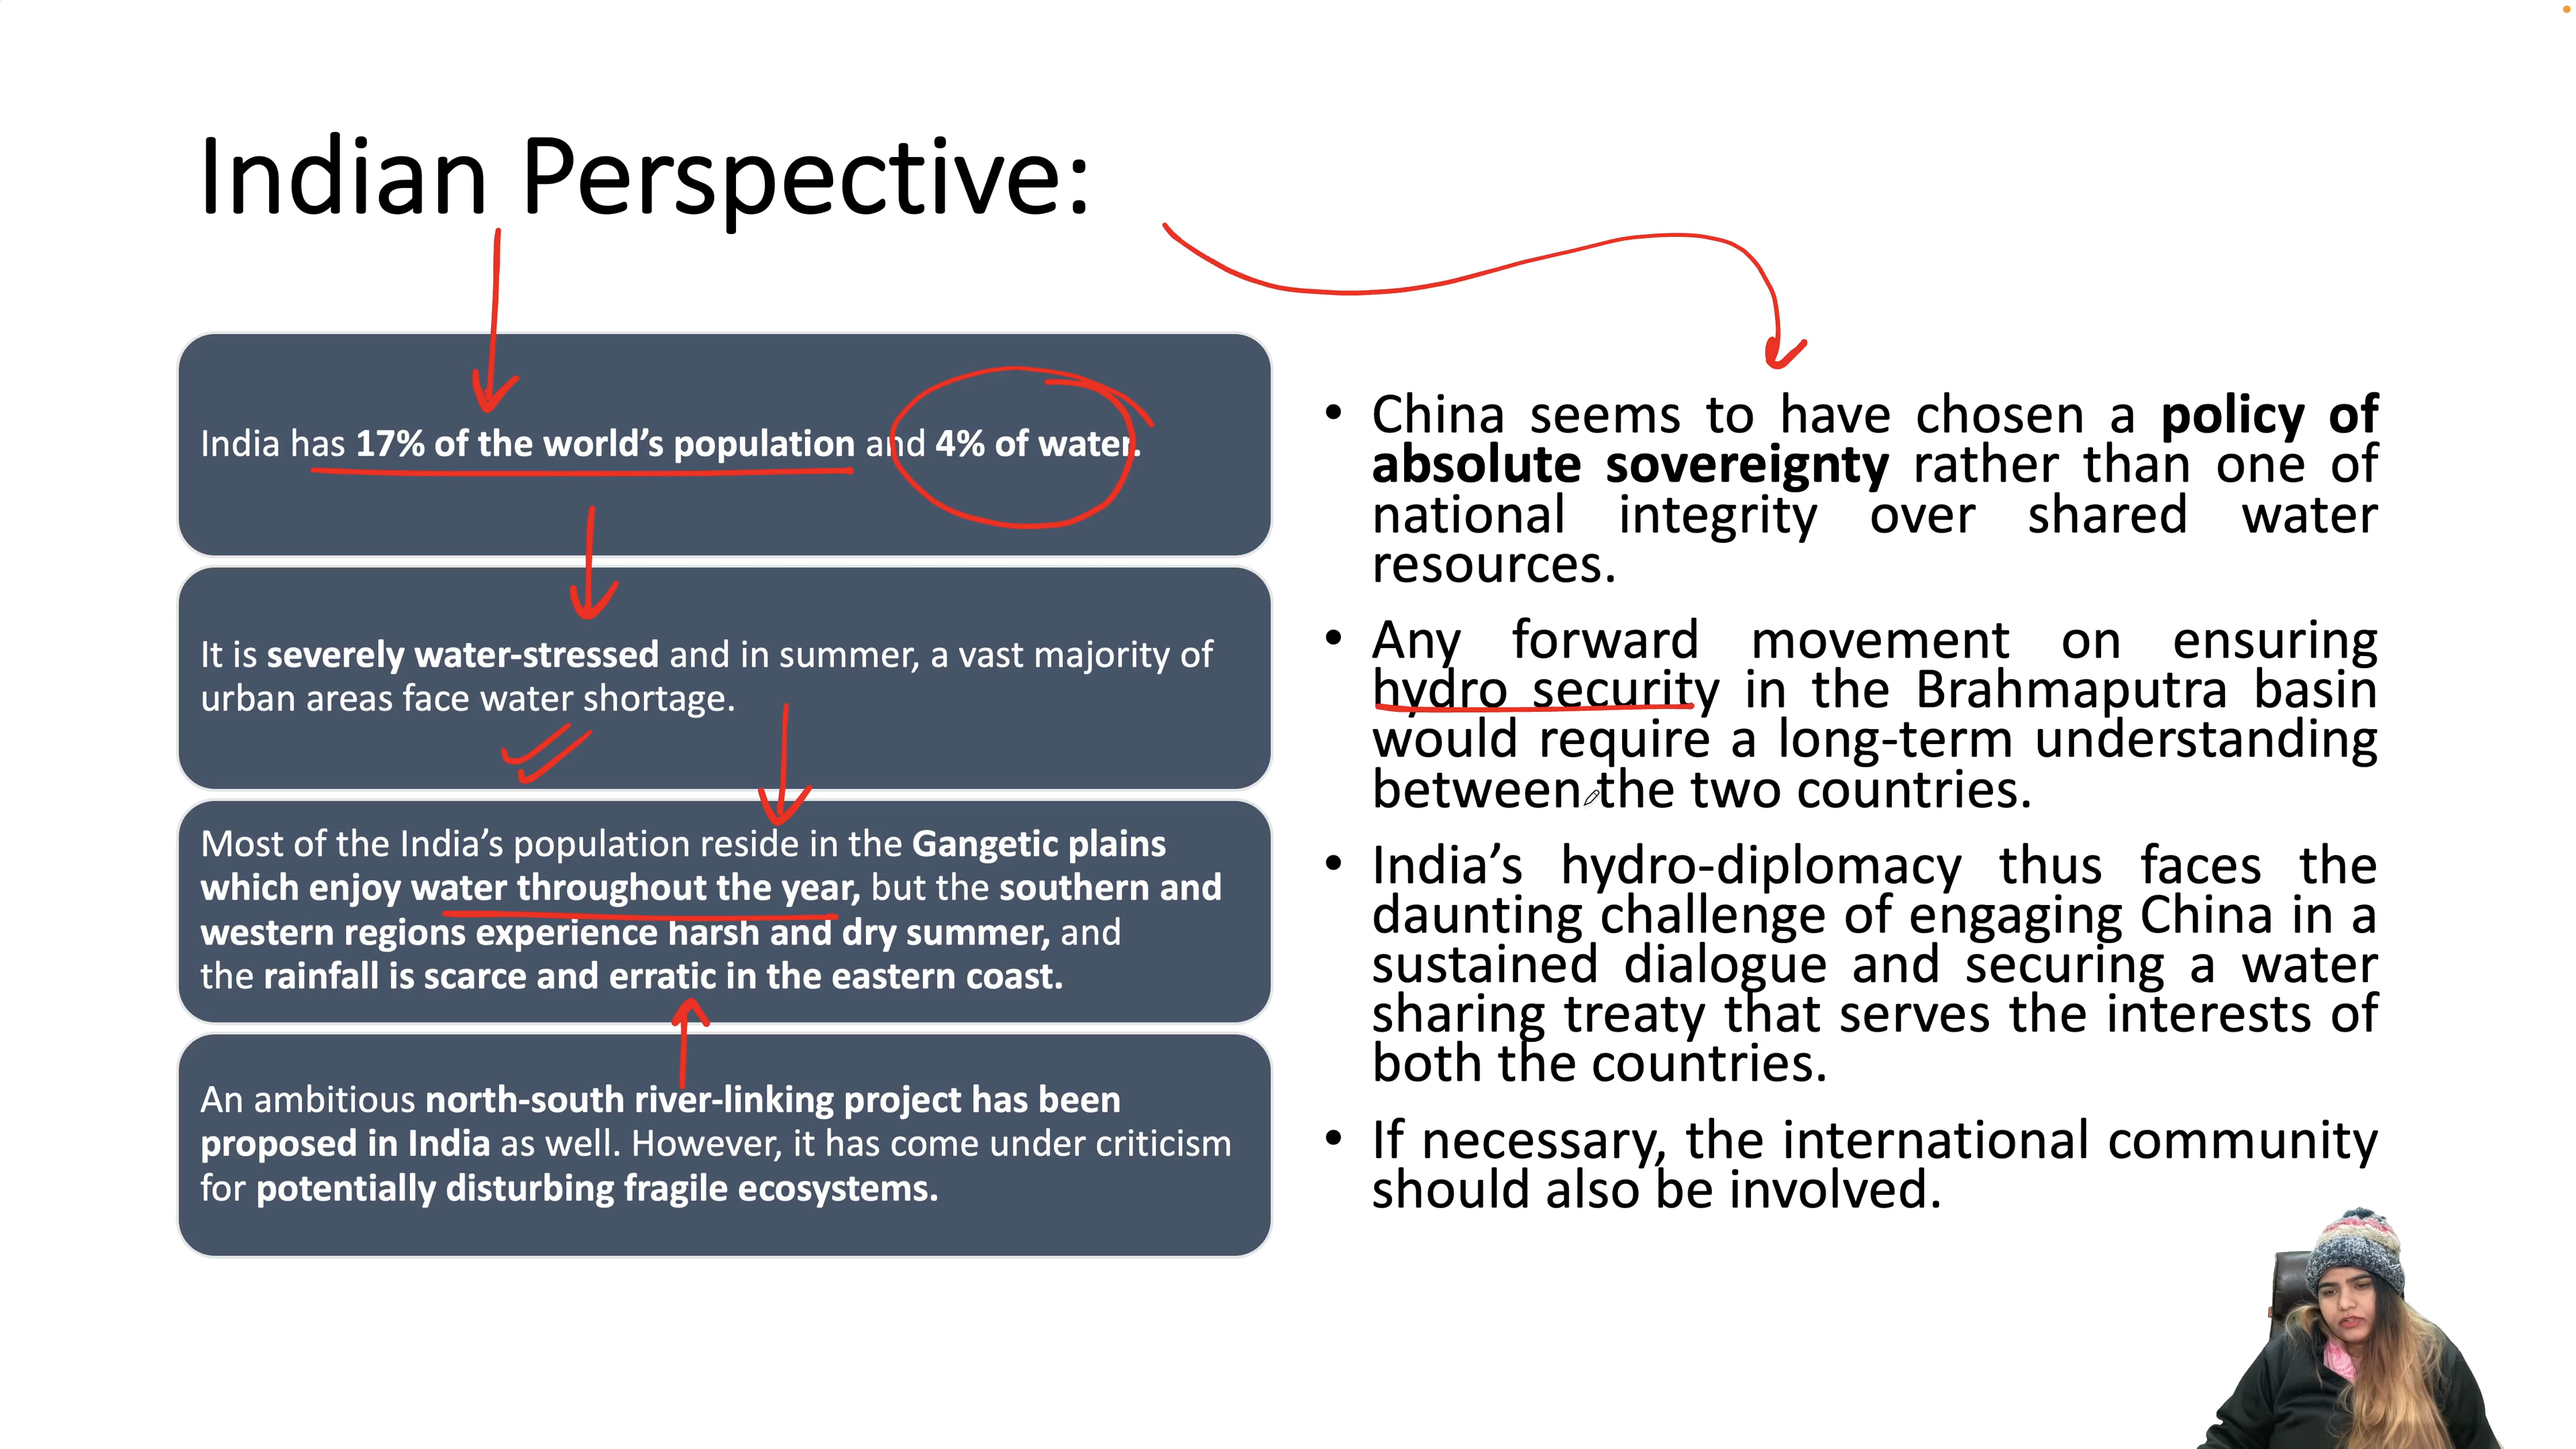 Indian Perspective:
India has 17% of the world's population and 4% of water.
It is severely water-stressed and in summer, a vast majority of
urban areas face water shortage.
Most of the India's population reside in the Gangetic plains
which enjoy water throughout the year, but the southern and
western regions experience harsh and dry summer, and
the rainfall is scarce and erratic in the eastern coast.
An ambitious north-south river-linking project has been
proposed in India as well. However, it has come under criticism
for potentially disturbing fragile ecosystems.
• China seems to have chosen a policy of
absolute sovereignty rather than one of
national integrity over shared water
resources.
• Any forward movement on ensuring
hydro security in the Brahmaputra basin
would require a long-term understanding
between the two countries.
• India's hydro-diplomacy thus faces the
daunting challenge of engaging China in a
sustained dialogue and securing a water
sharing treaty that serves the interests of
both the countries.
• If necessary, the international community
should also be involved.